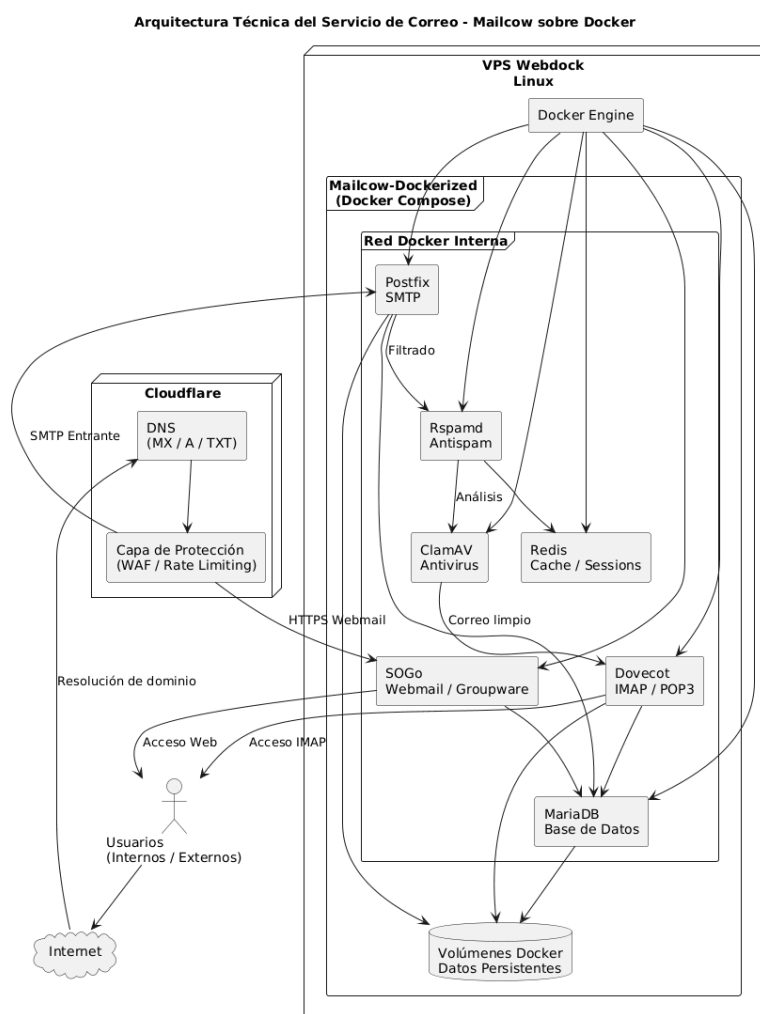 Arquitectura Técnica del Servicio de Correo - Mailcow sobre Docker
VPS Webdock
Linux
Docker Engine
Mailcow-Dockerized
(Docker Compose)
Red Docker Interna
Postfix
SMTP
Filtrado
Cloudflare
DNS
(MX / A / TXT)
SMTP Entrante
Rspamd
Antispam
Análisis
Capa de Protección
(WAF / Rate Limiting)
ClamAV
Antivirus
Redis
Cache / Sessions
HTTPS Webmail
Correo limpio
Resolución de dominio
SOGo
Webmail / Groupware
Dovecot
IMAP / POP3
Acceso Web
Acceso IMAP
MariaDB
Base de Datos
Usuarios
(Internos / Externos)
Internet
Volúmenes Docker
Datos Persistentes